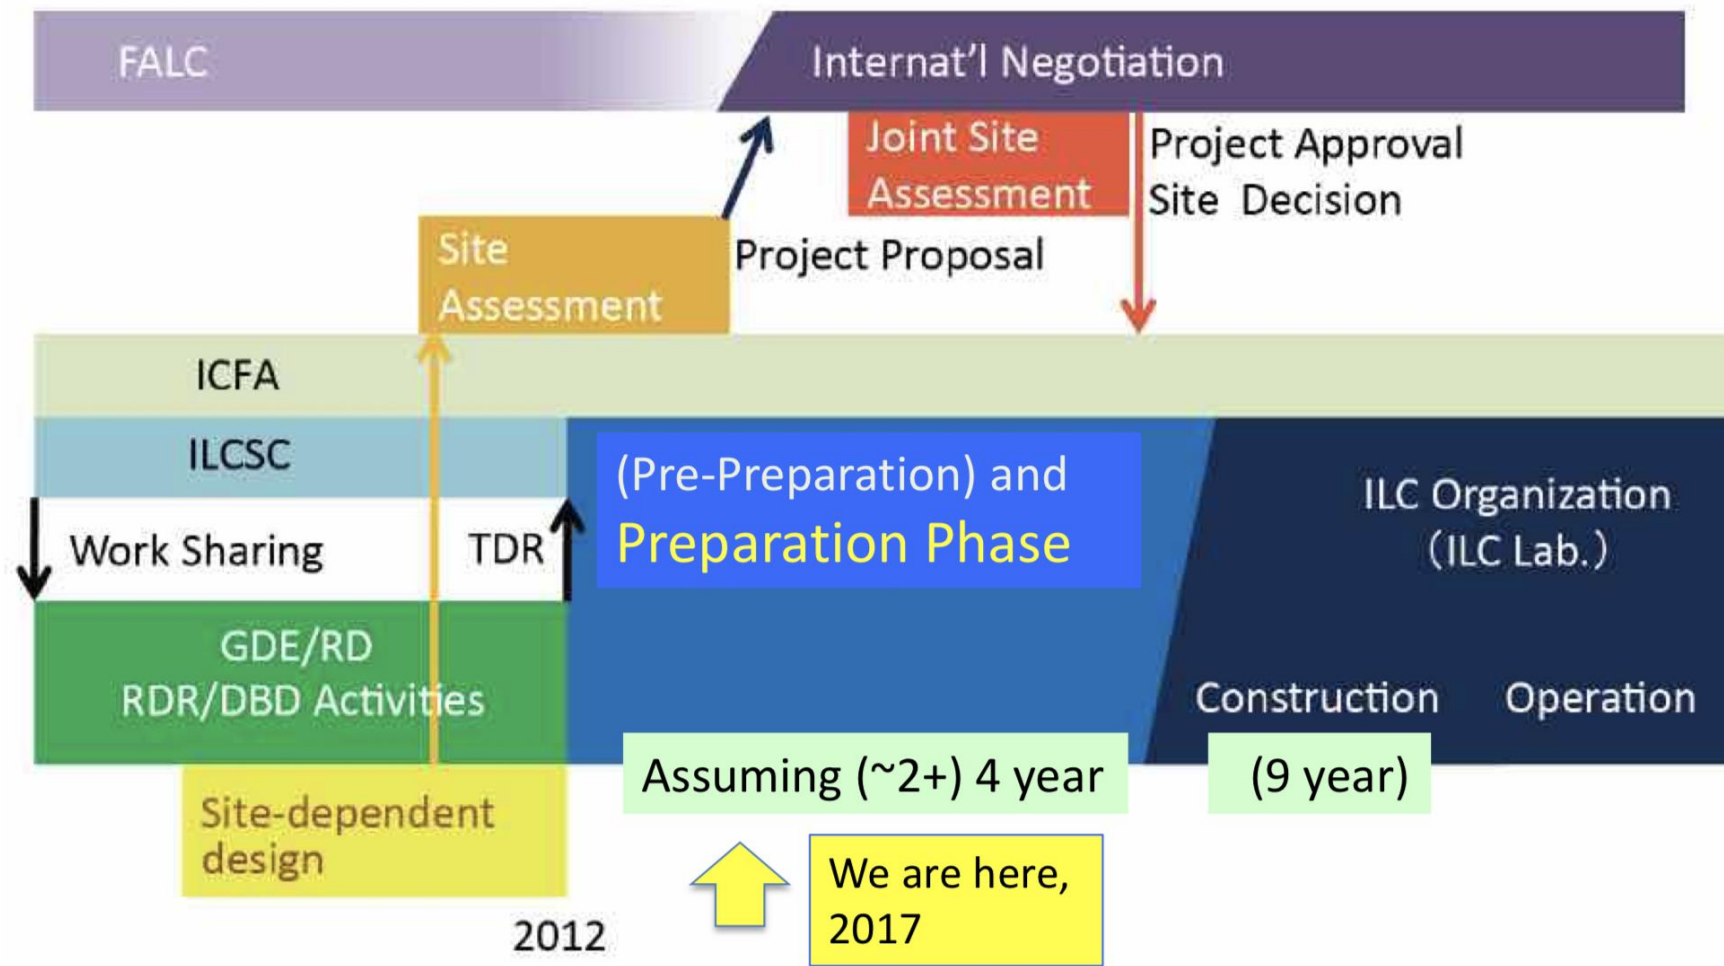 FALC
Internat'l Negotiation
Joint Site
Assessment
Project Approval
Site Decision
Site
Assessment
Project Proposal
ICFA
ILCSC
(Pre-Preparation) and
Preparation Phase
ILC Organization
(ILC Lab.)
Work Sharing
TDR
GDE/RD
RDR/DBD Activities
Construction
Operation
Assuming (~2+) 4 year
(9 year)
Site-dependent
design
We are here,
2017
2012